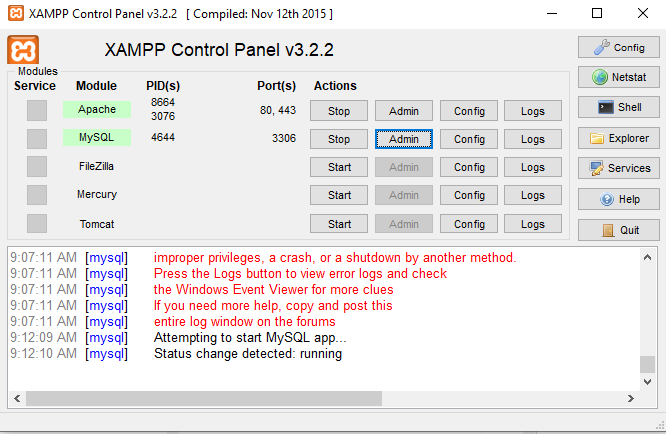 XAMPP Control Panel v3.2.2 [ Compiled: Nov 12th 2015 ]
XAMPP Control Panel v3.2.2
Config
Modules
Service Module PID(s) Port(s) Actions
Netstat
Apache 8664 3076 80, 443 Stop Admin Config Logs
Shell
MySQL 4644 3306 Stop Admin Config Logs
Explorer
FileZilla Start Admin Config Logs
Services
Mercury Start Admin Config Logs
Help
Tomcat Start Admin Config Logs
Quit
9:07:11 AM [mysql] improper privileges, a crash, or a shutdown by another method.
9:07:11 AM [mysql] Press the Logs button to view error logs and check
9:07:11 AM [mysql] the Windows Event Viewer for more clues
9:07:11 AM [mysql] If you need more help, copy and post this
9:07:11 AM [mysql] entire log window on the forums
9:12:09 AM [mysql] Attempting to start MySQL app...
9:12:10 AM [mysql] Status change detected: running